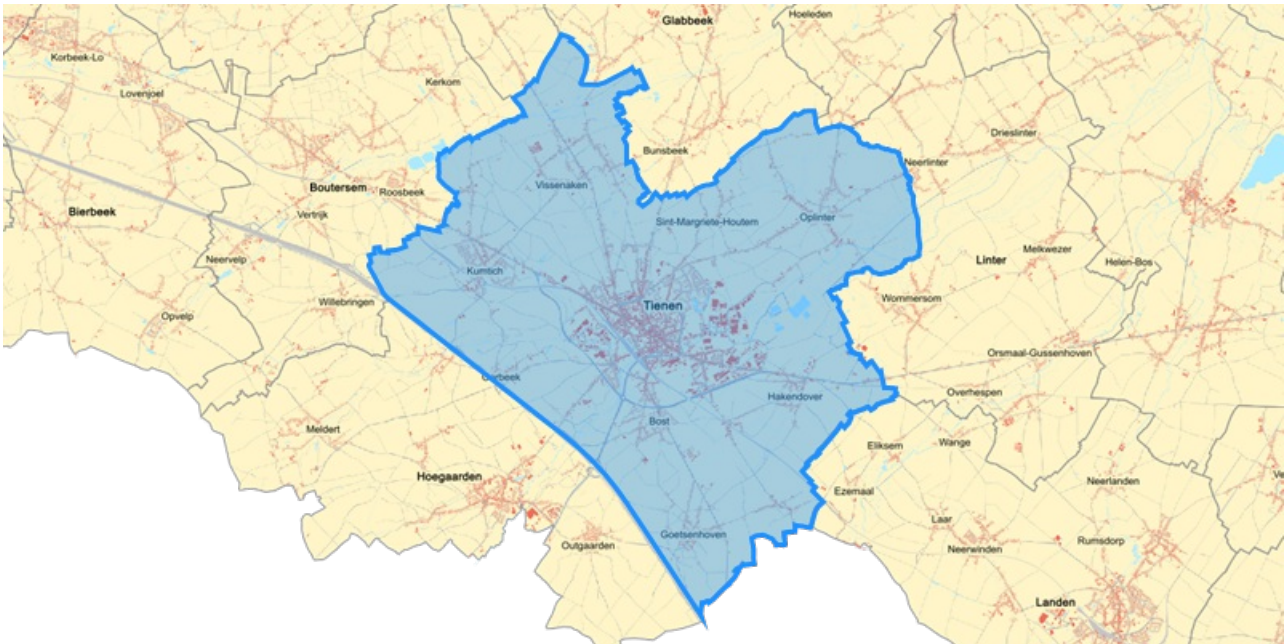 Glabbeek
Hoeleden
Korbeek-Lo
Kerkom
Lovenjoel
Drieslinter
Bunsbeek
Neerlinter
Boutersem
Roosbeek
Vissenaken
Bierbeek
Vertrijk
Sint-Margriete-Houtem
Oplinter
Neervelp
Melkwezer
Linter
Helen-Bos
Kumtich
Willebringen
Wommersom
Opvelp
Tienen
Orsmaal-Gussenhoven
Oorbeek
Hakendover
Overhespen
Bost
Meldert
Eliksem
Wange
Hoegaarden
Neerlanden
Ezemaal
Laar
Goetsenhoven
Outgaarden
Neerwinden
Rumsdorp
Landen